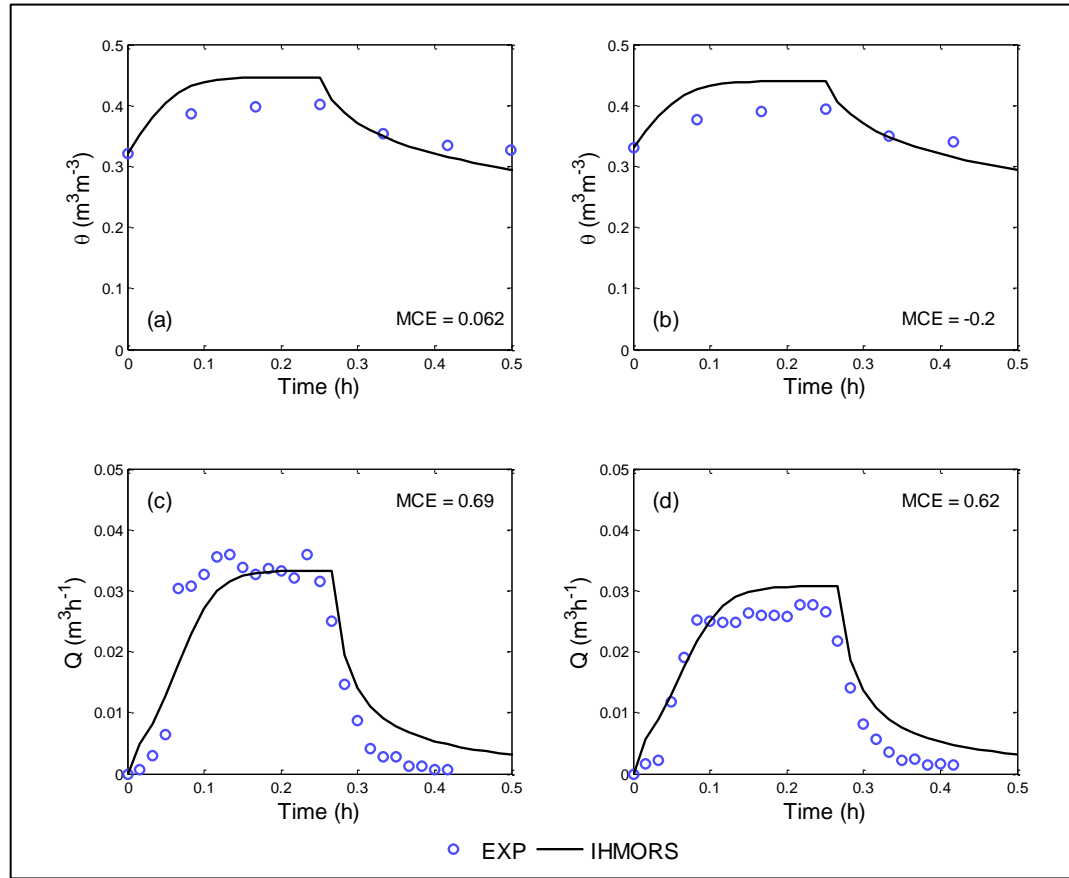 0.5
0.4
0.3
0.2
0.1
0
θ (m³m⁻³)
(a)
MCE = 0.062
0 0.1 0.2 0.3 0.4 0.5
Time (h)
0.5
0.4
0.3
0.2
0.1
0
θ (m³m⁻³)
(b)
MCE = -0.2
0 0.1 0.2 0.3 0.4 0.5
Time (h)
0.05
0.04
0.03
0.02
0.01
0
Q (m³h⁻¹)
(c)
MCE = 0.69
0 0.1 0.2 0.3 0.4 0.5
Time (h)
0.05
0.04
0.03
0.02
0.01
0
Q (m³h⁻¹)
(d)
MCE = 0.62
0 0.1 0.2 0.3 0.4 0.5
Time (h)
EXP IHMORS